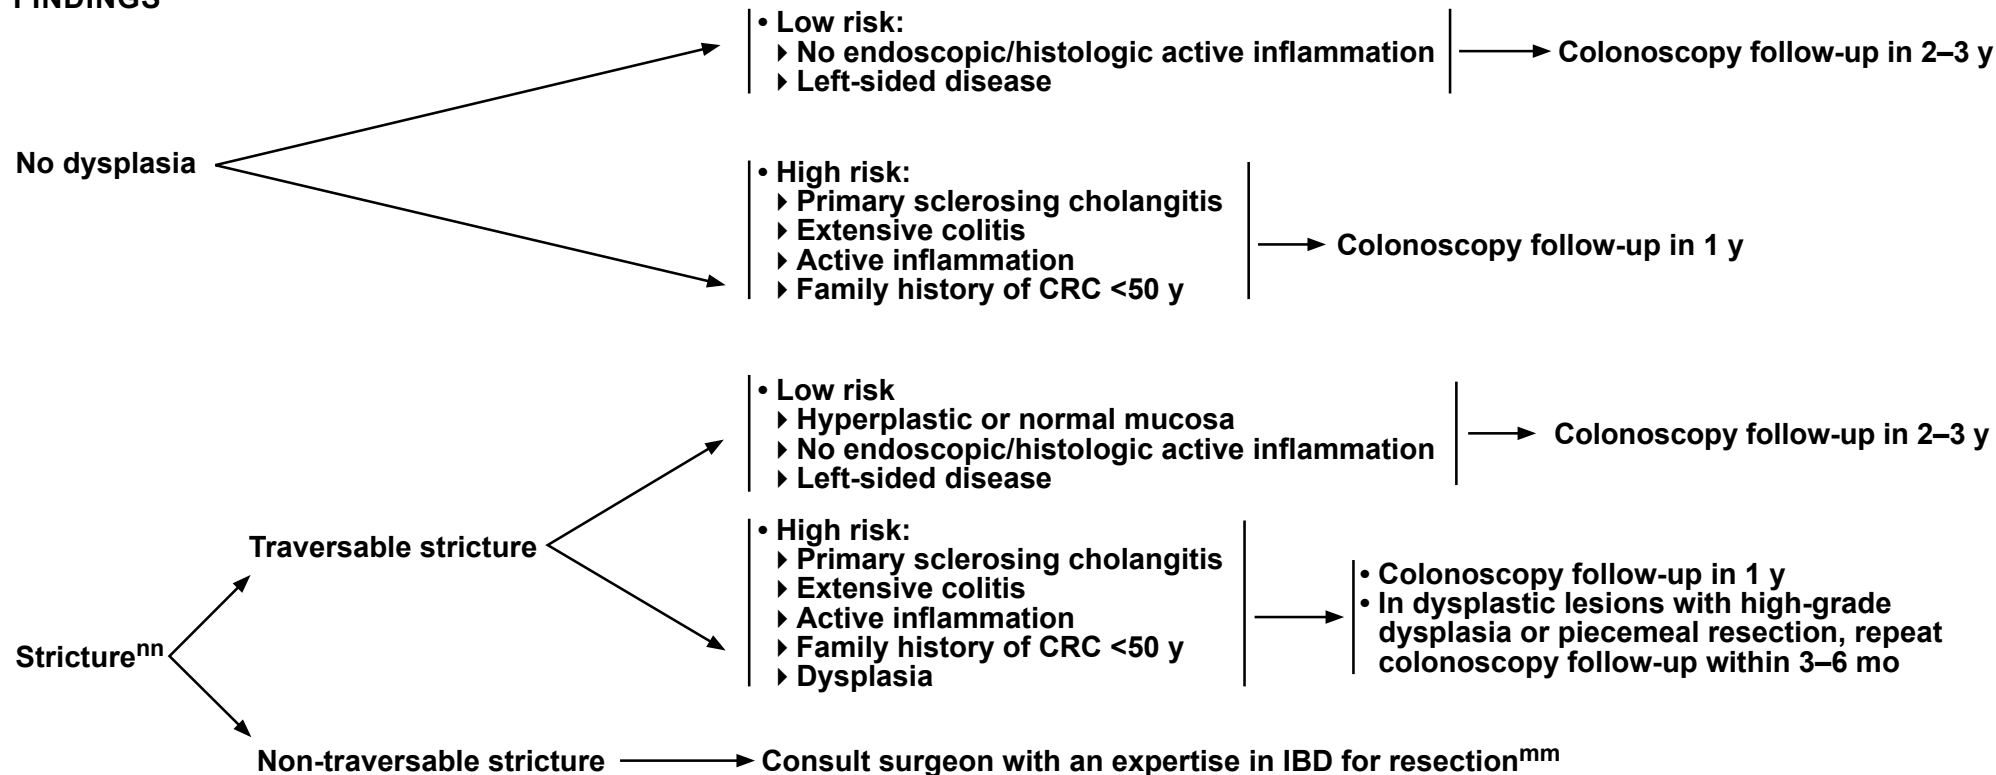 FINDINGS
No dysplasia
• Low risk:
▸ No endoscopic/histologic active inflammation
▸ Left-sided disease
Colonoscopy follow-up in 2–3 y
• High risk:
▸ Primary sclerosing cholangitis
▸ Extensive colitis
▸ Active inflammation
▸ Family history of CRC <50 y
Colonoscopy follow-up in 1 y
Stricturenn
Traversable stricture
• Low risk
▸ Hyperplastic or normal mucosa
▸ No endoscopic/histologic active inflammation
▸ Left-sided disease
Colonoscopy follow-up in 2–3 y
• High risk:
▸ Primary sclerosing cholangitis
▸ Extensive colitis
▸ Active inflammation
▸ Family history of CRC <50 y
▸ Dysplasia
• Colonoscopy follow-up in 1 y
• In dysplastic lesions with high-grade
dysplasia or piecemeal resection, repeat
colonoscopy follow-up within 3–6 mo
Non-traversable stricture
Consult surgeon with an expertise in IBD for resectionmm